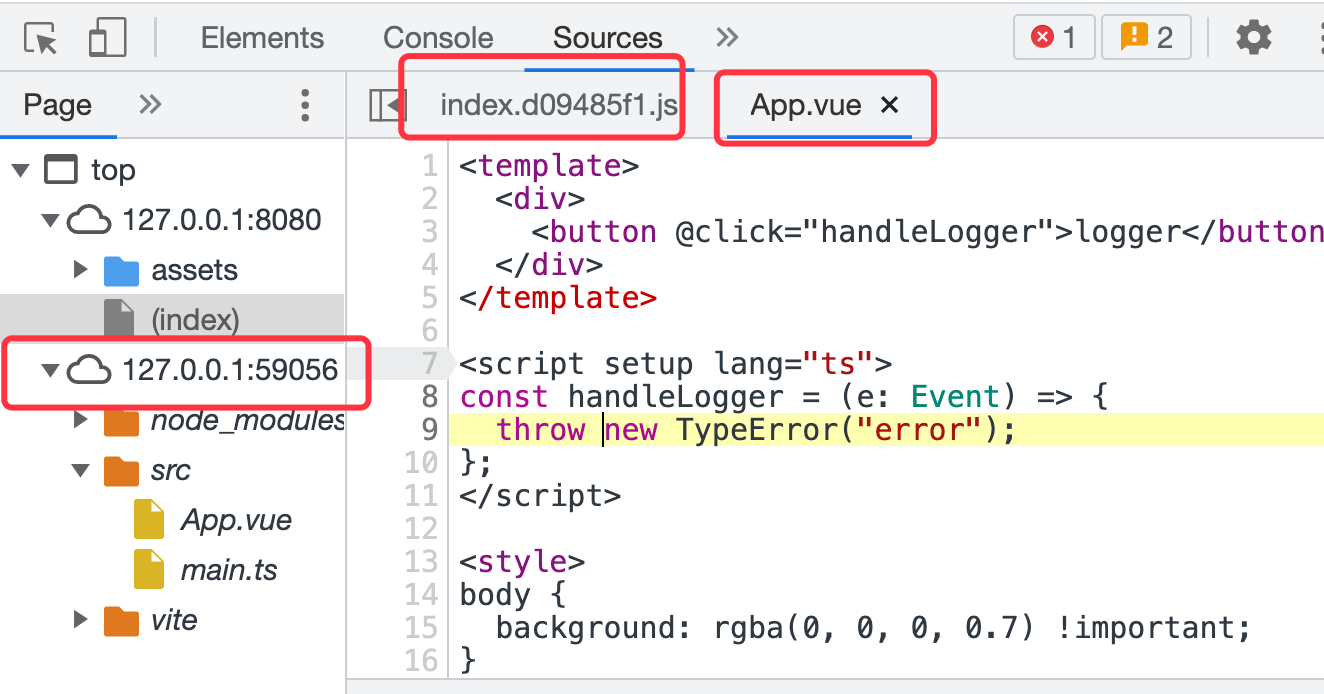 Elements Console Sources » 1 2
Page » index.d09485f1.js App.vue ×
top
127.0.0.1:8080
assets
(index)
127.0.0.1:59056
node_modules
src
App.vue
main.ts
vite
1 <template>
2 <div>
3 <button @click="handleLogger">logger</button
4 </div>
5 </template>
6
7 <script setup lang="ts">
8 const handleLogger = (e: Event) => {
9 throw new TypeError("error");
10 };
11 </script>
12
13 <style>
14 body {
15 background: rgba(0, 0, 0, 0.7) !important;
16 }